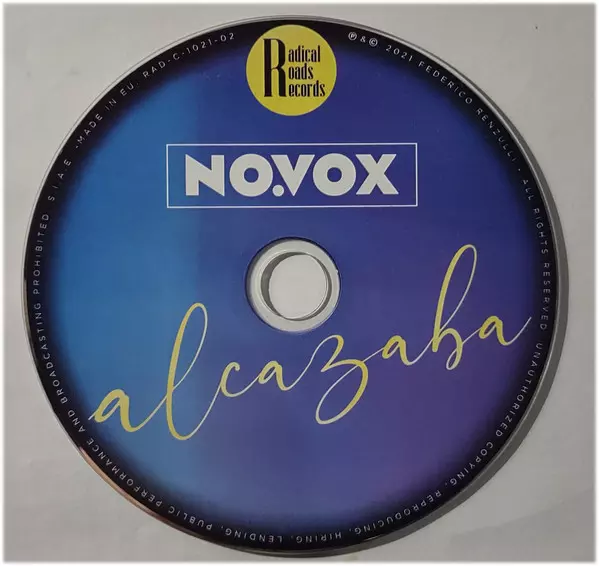 Radical
Roads
Records
NO.VOX
alcazaba
℗ & © 2021 FEDERICO RENZULLI · ALL RIGHTS RESERVED. UNAUTHORIZED COPYING, REPRODUCING, HIRING, LENDING, PUBLIC PERFORMANCE AND BROADCASTING PROHIBITED. S.I.A.E. · MADE IN EU. RAD-C-1021-02